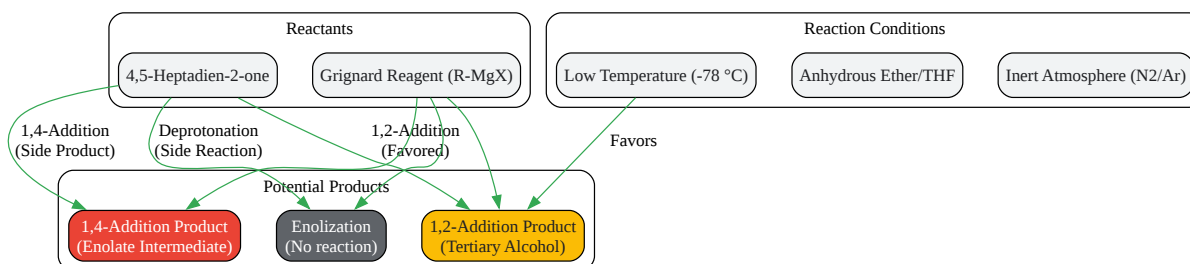 Reactants
Reaction Conditions
4,5-Heptadien-2-one
Grignard Reagent (R-MgX)
Low Temperature (-78 °C)
Anhydrous Ether/THF
Inert Atmosphere (N2/Ar)
1,4-Addition
(Side Product)
Deprotonation
(Side Reaction)
1,2-Addition
(Favored)
Favors
Potential Products
1,4-Addition Product
(Enolate Intermediate)
Enolization
(No reaction)
1,2-Addition Product
(Tertiary Alcohol)